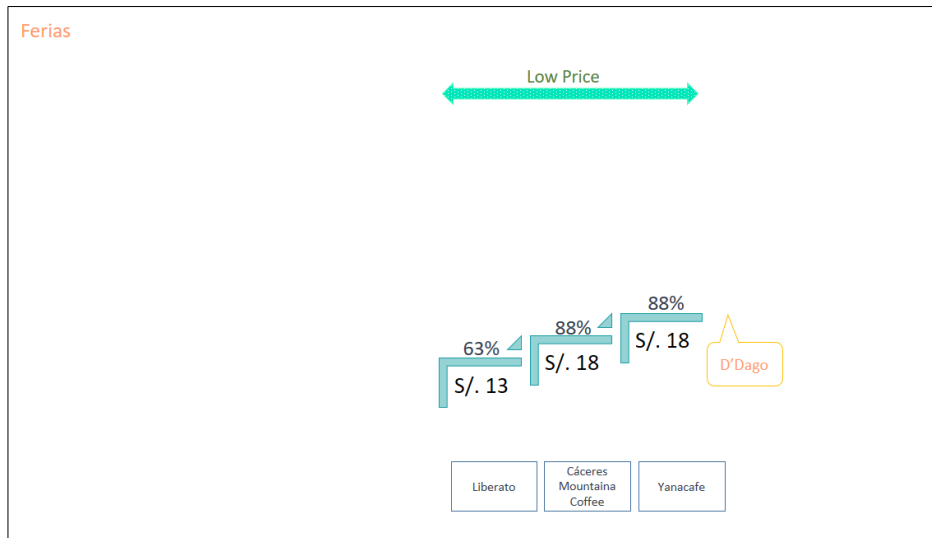 Ferias
Low Price
88%
88%
63%
S/. 18
S/. 18
S/. 13
D'Dago
Liberato
Cáceres
Mountaina
Coffee
Yanacafe